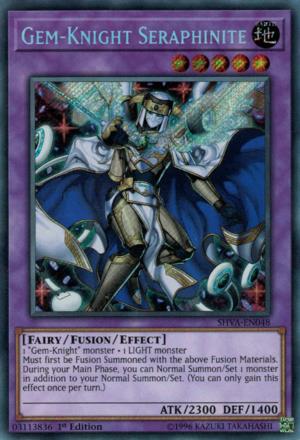 GEM-KNIGHT SERAPHINITE
地
SHVA-EN048
[FAIRY/FUSION/EFFECT]
1 "Gem-Knight" monster + 1 LIGHT monster
Must first be Fusion Summoned with the above Fusion Materials.
During your Main Phase, you can Normal Summon/Set 1 monster
in addition to your Normal Summon/Set. (You can only gain this
effect once per turn.)
ATK/2300 DEF/1400
03113836 1st Edition ©1996 KAZUKI TAKAHASHI